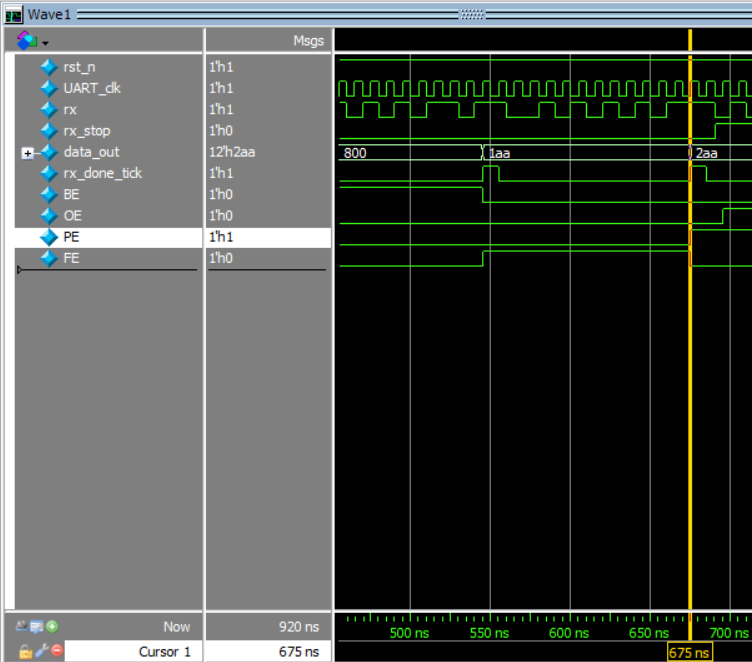 Wave1
Msgs
rst_n 1'h1
UART_clk 1'h1
rx 1'h1
rx_stop 1'h0
data_out 12'h2aa 800 1aa 2aa
rx_done_tick 1'h1
BE 1'h0
OE 1'h0
PE 1'h1
FE 1'h0
Now 920 ns 500 ns 550 ns 600 ns 650 ns 700 ns
Cursor 1 675 ns 675 ns